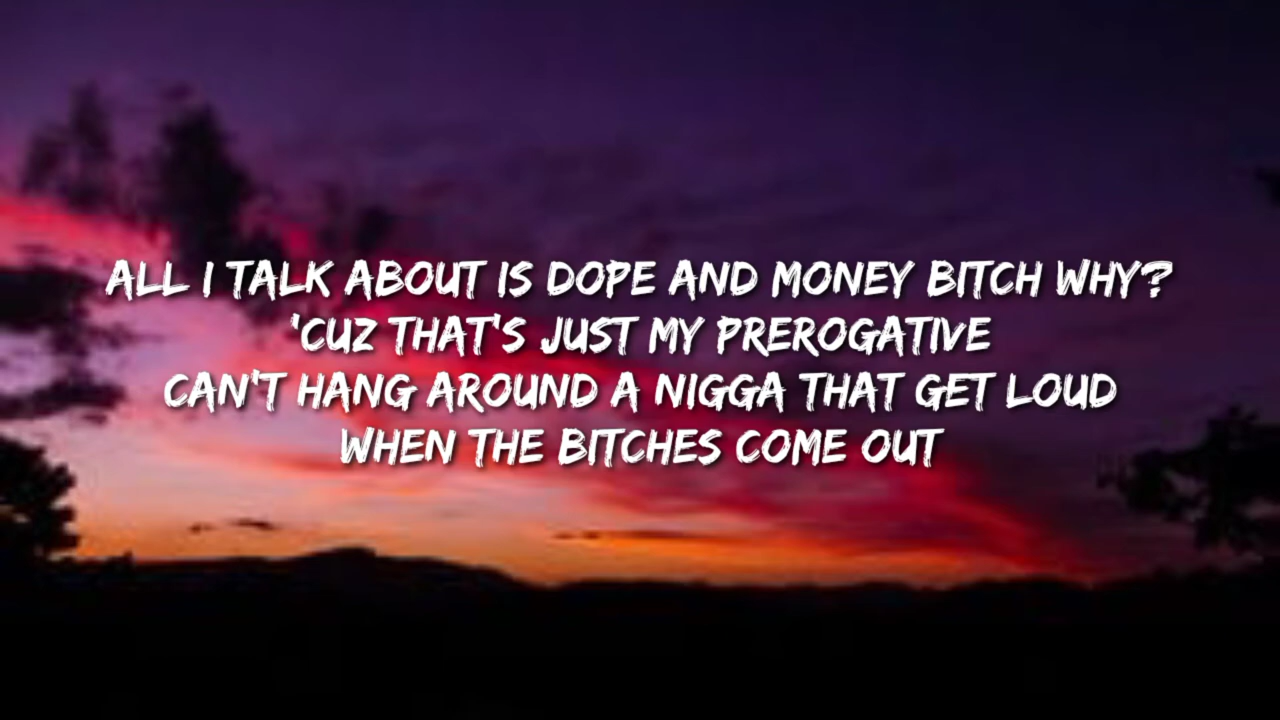 ALL I TALK ABOUT IS DOPE AND MONEY BITCH WHY?
'CUZ THAT'S JUST MY PREROGATIVE
CAN'T HANG AROUND A NIGGA THAT GET LOUD
WHEN THE BITCHES COME OUT